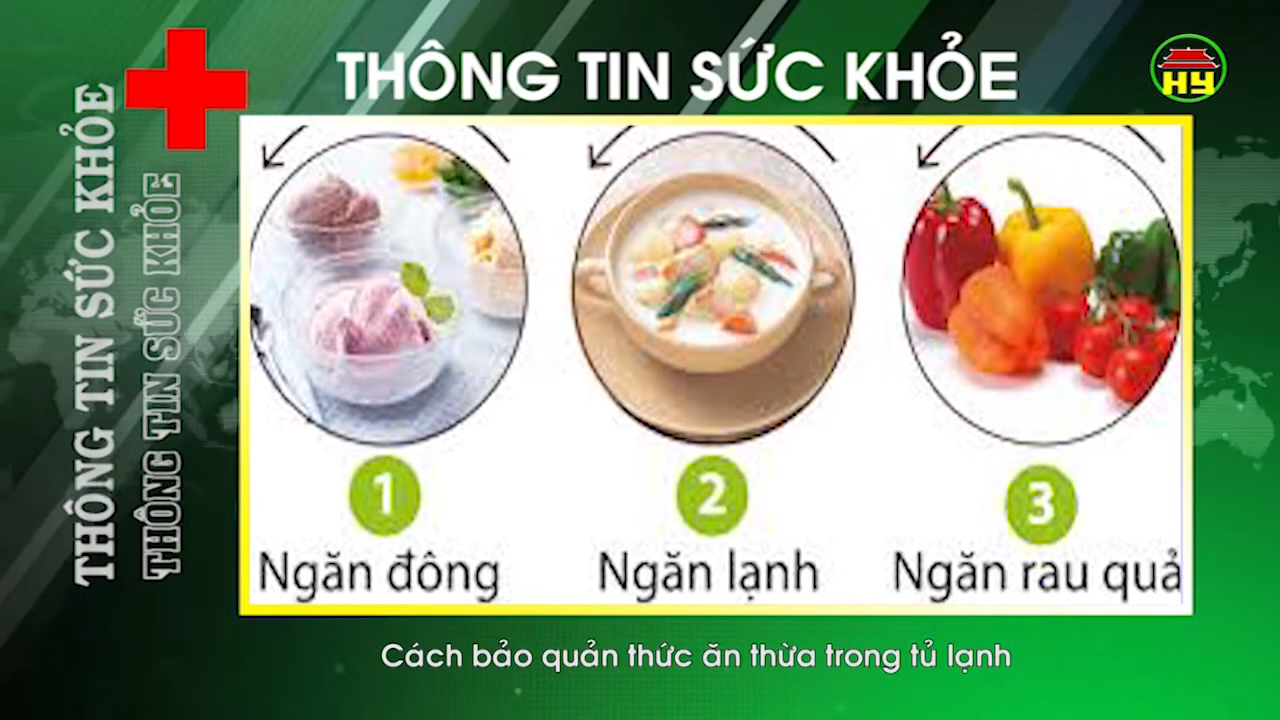 THÔNG TIN SỨC KHỎE
HY
THÔNG TIN SỨC KHỎE
THÔNG TIN SỨC KHỎE
1
2
3
Ngăn đông
Ngăn lạnh
Ngăn rau quả
Cách bảo quản thức ăn thừa trong tủ lạnh